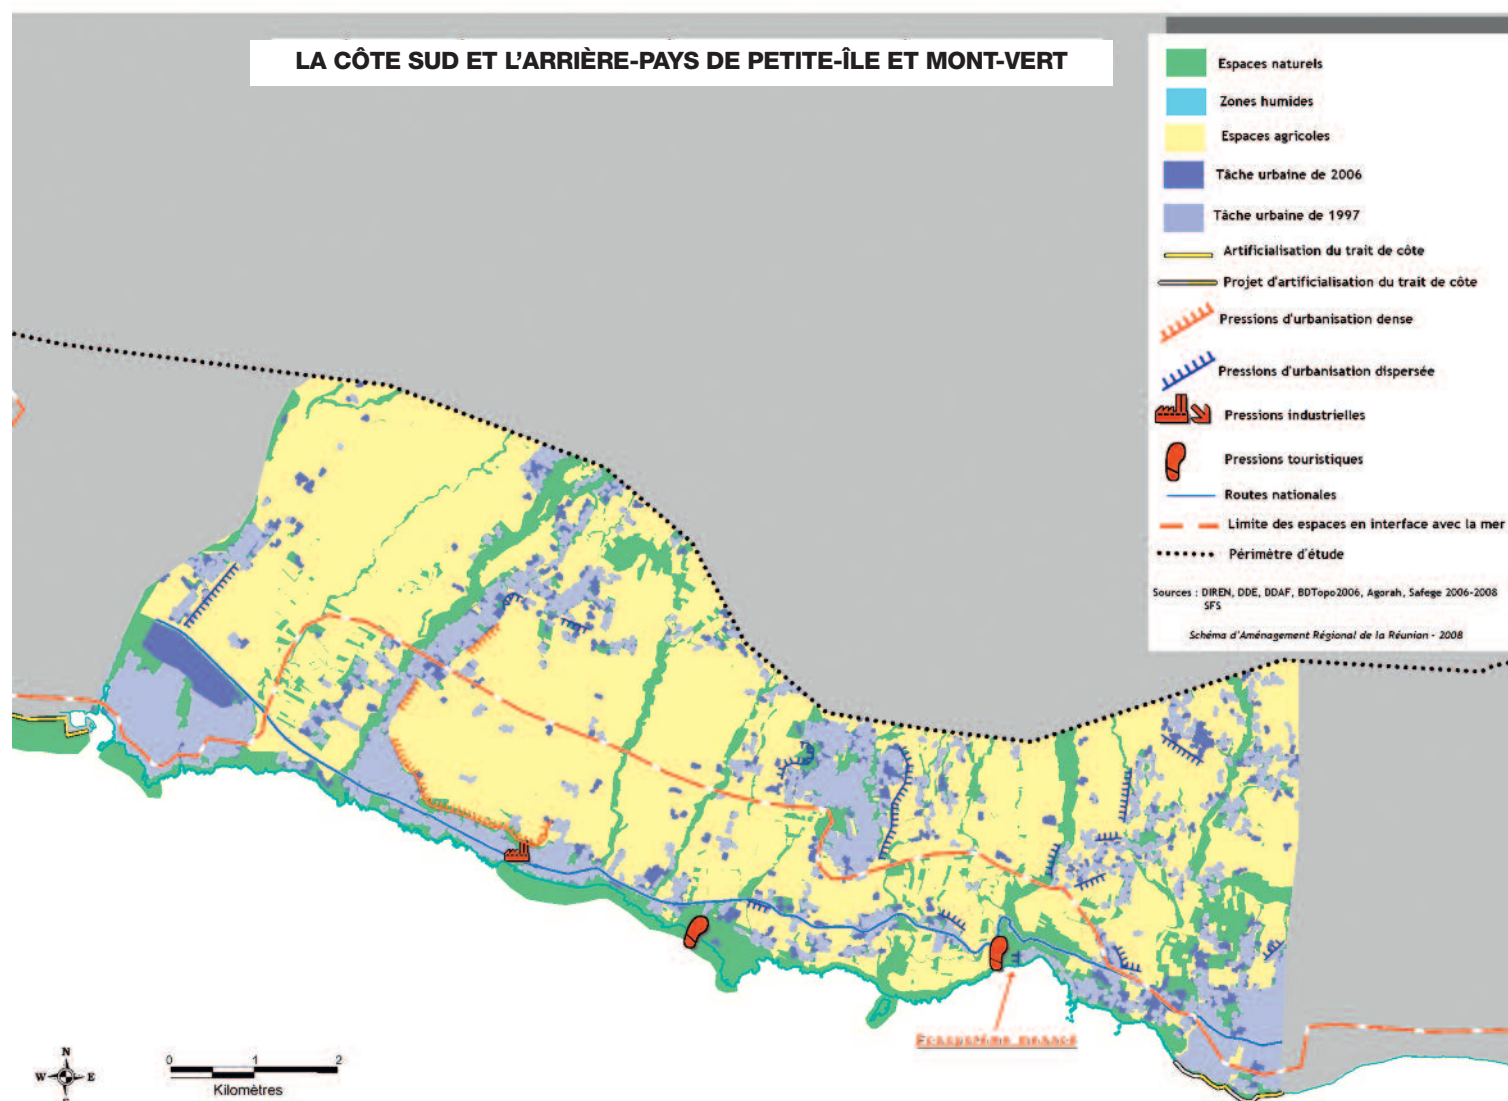 LA CÔTE SUD ET L'ARRIÈRE-PAYS DE PETITE-ÎLE ET MONT-VERT
Espaces naturels
Zones humides
Espaces agricoles
Tâche urbaine de 2006
Tâche urbaine de 1997
Artificialisation du trait de côte
Projet d'artificialisation du trait de côte
Pressions d'urbanisation dense
Pressions d'urbanisation dispersée
Pressions industrielles
Pressions touristiques
Routes nationales
Limite des espaces en interface avec la mer
Périmètre d'étude
Sources : DIREN, DDE, DDAF, BDTopo2006, Agorah, Safege 2006-2008
SFS
Schéma d'Aménagement Régional de la Réunion - 2008
Ecosystème menacé
N
W E
S
0 1 2
Kilomètres